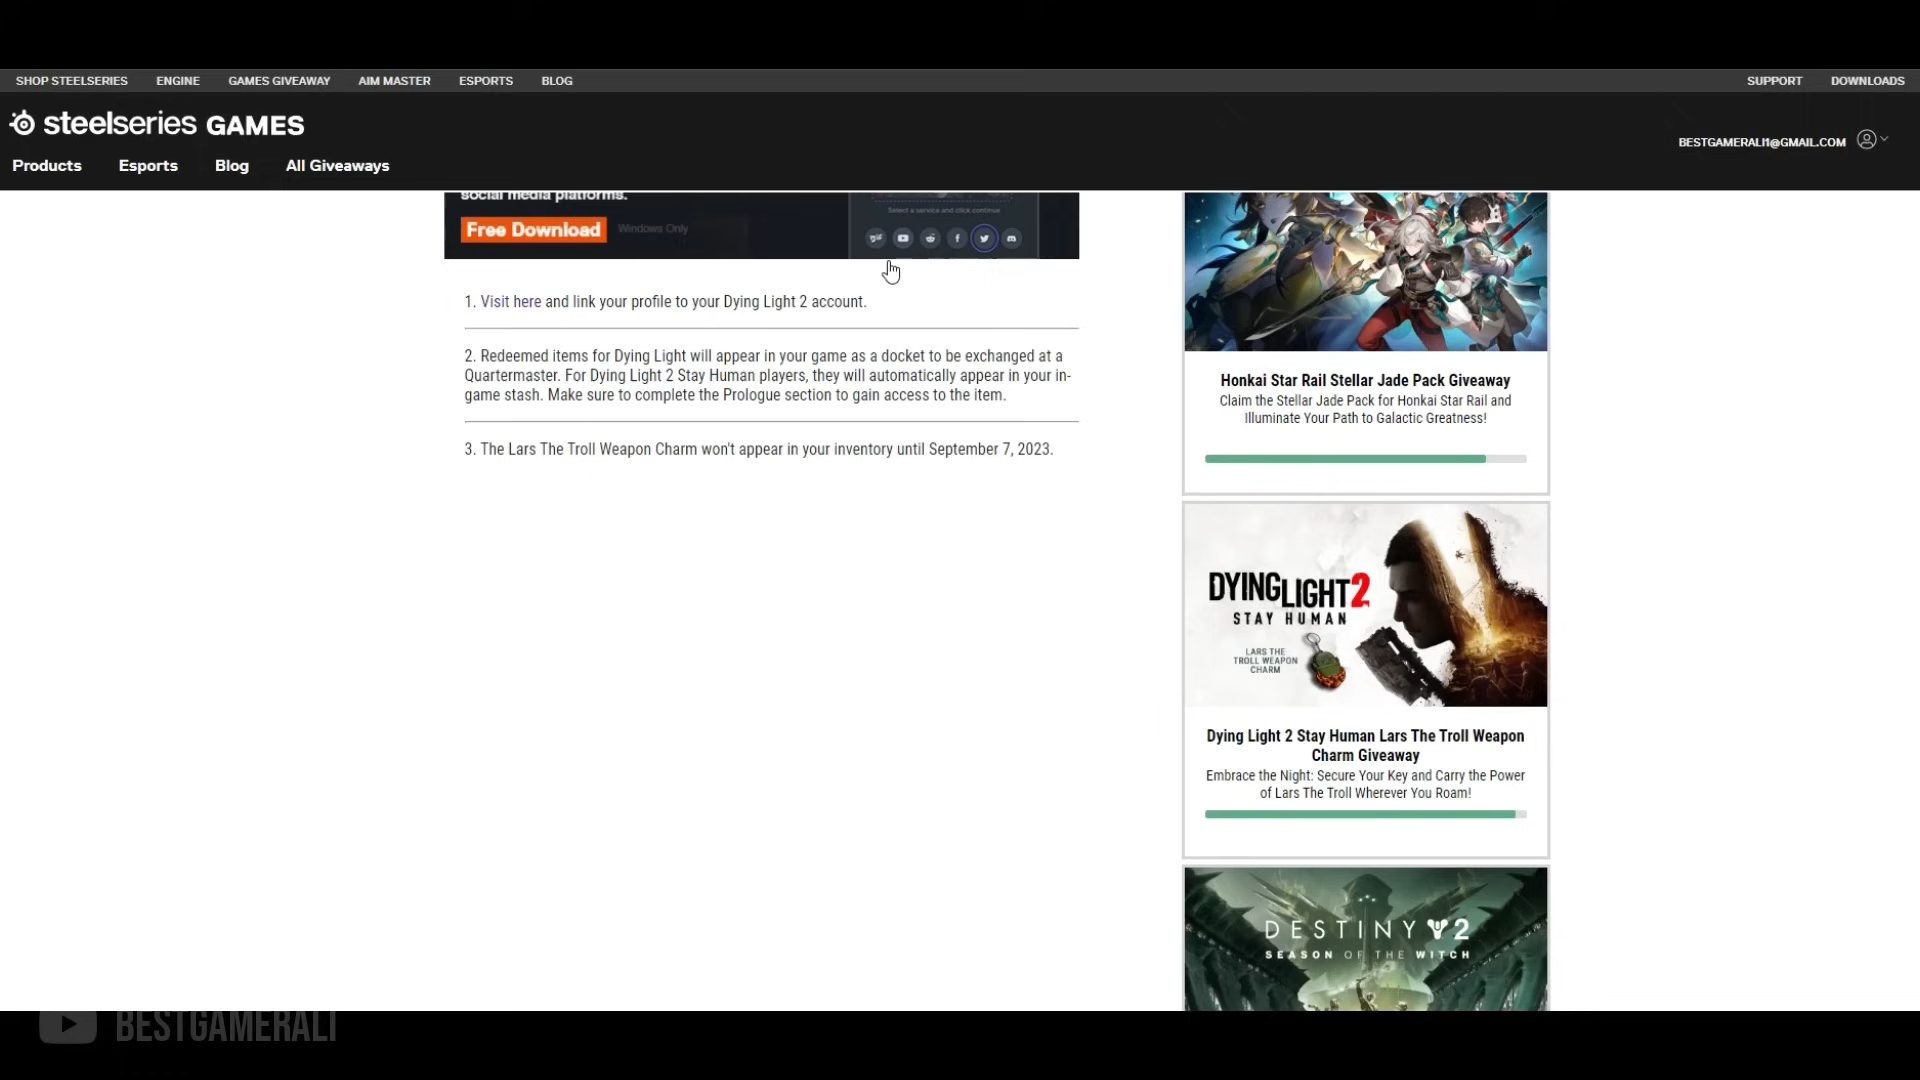 SHOP STEELSERIES ENGINE GAMES GIVEAWAY AIM MASTER ESPORTS BLOG SUPPORT DOWNLOADS
steelseries GAMES
BESTGAMERALI1@GMAIL.COM
Products Esports Blog All Giveaways
social media platforms.
Select a service and click continue
Free Download Windows Only
1. Visit here and link your profile to your Dying Light 2 account.
2. Redeemed items for Dying Light will appear in your game as a docket to be exchanged at a
Quartermaster. For Dying Light 2 Stay Human players, they will automatically appear in your in-
game stash. Make sure to complete the Prologue section to gain access to the item.
3. The Lars The Troll Weapon Charm won't appear in your inventory until September 7, 2023.
Honkai Star Rail Stellar Jade Pack Giveaway
Claim the Stellar Jade Pack for Honkai Star Rail and
Illuminate Your Path to Galactic Greatness!
DYING LIGHT 2
STAY HUMAN
LARS THE
TROLL WEAPON
CHARM
Dying Light 2 Stay Human Lars The Troll Weapon
Charm Giveaway
Embrace the Night: Secure Your Key and Carry the Power
of Lars The Troll Wherever You Roam!
DESTINY 2
SEASON OF THE WITCH
BESTGAMERALI